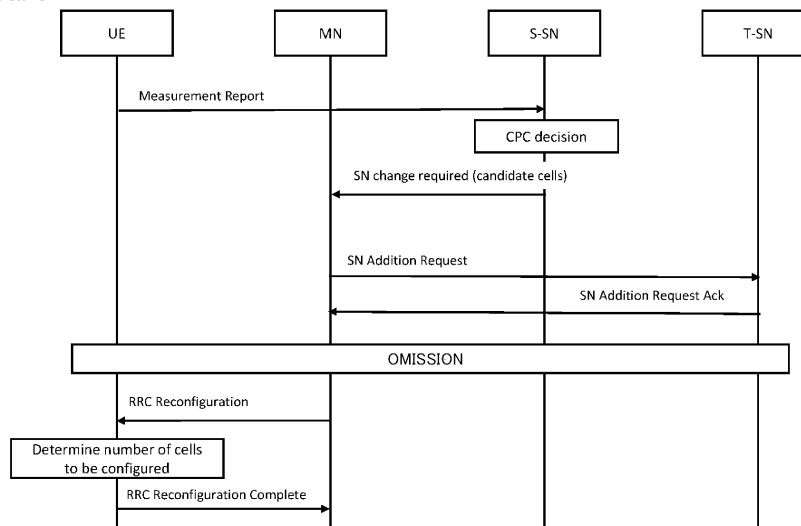 UE
MN
S-SN
T-SN
Measurement Report
CPC decision
SN change required (candidate cells)
SN Addition Request
SN Addition Request Ack
OMISSION
RRC Reconfiguration
Determine number of cells
to be configured
RRC Reconfiguration Complete